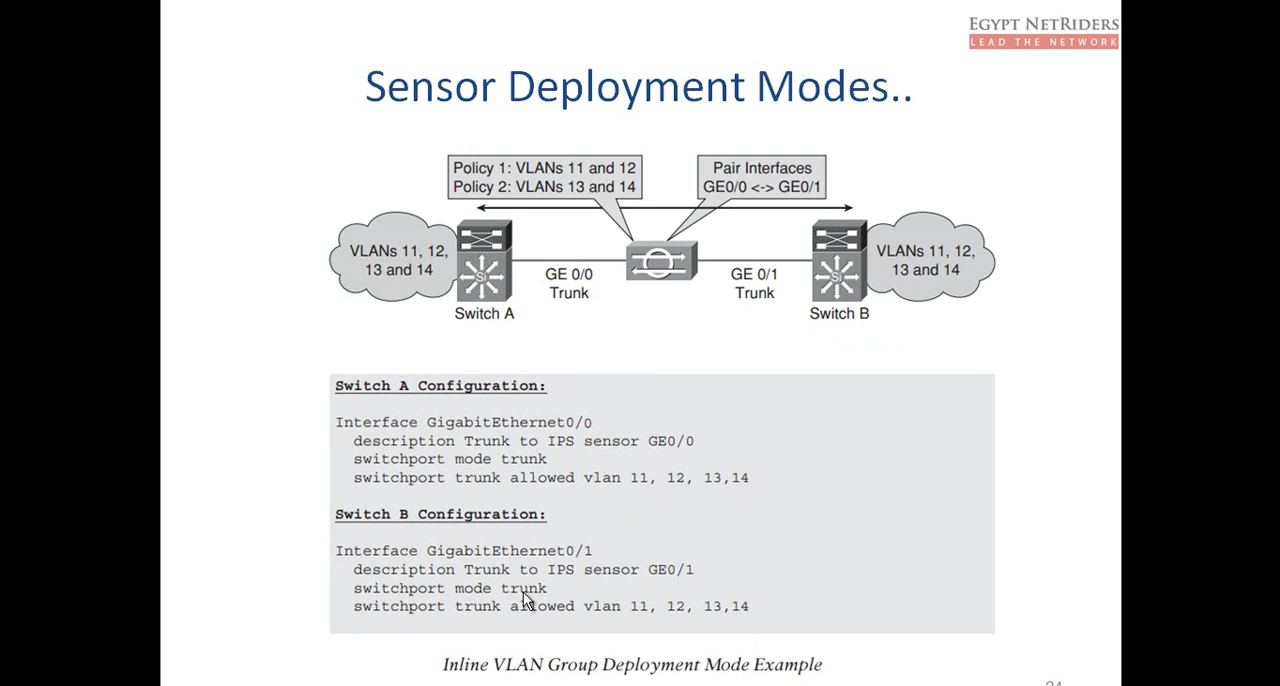 EGYPT NETRIDERS
LEAD THE NETWORK
Sensor Deployment Modes..
Policy 1: VLANs 11 and 12
Policy 2: VLANs 13 and 14
Pair Interfaces
GE0/0 <-> GE0/1
VLANs 11, 12,
13 and 14
SI
GE 0/0
Trunk
GE 0/1
Trunk
SI
VLANs 11, 12,
13 and 14
Switch A
Switch B
Switch A Configuration:
Interface GigabitEthernet0/0
description Trunk to IPS sensor GE0/0
switchport mode trunk
switchport trunk allowed vlan 11, 12, 13,14
Switch B Configuration:
Interface GigabitEthernet0/1
description Trunk to IPS sensor GE0/1
switchport mode trunk
switchport trunk allowed vlan 11, 12, 13,14
Inline VLAN Group Deployment Mode Example